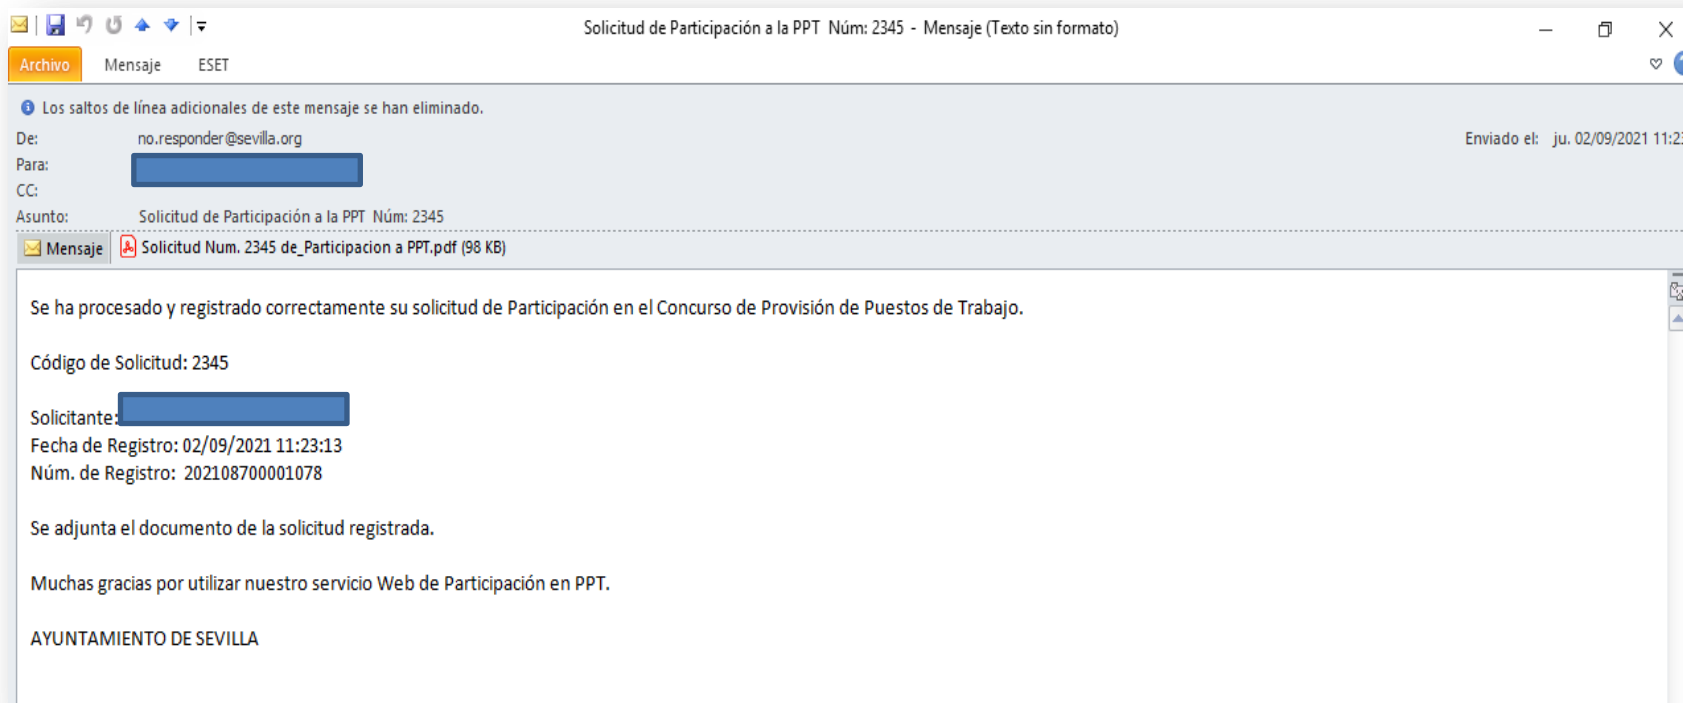 Solicitud de Participación a la PPT Núm: 2345 - Mensaje (Texto sin formato)
Archivo Mensaje ESET
Los saltos de línea adicionales de este mensaje se han eliminado.
De: no.responder@sevilla.org Enviado el: ju. 02/09/2021 11:23
Para:
CC:
Asunto: Solicitud de Participación a la PPT Núm: 2345
Mensaje Solicitud Num. 2345 de_Participacion a PPT.pdf (98 KB)
Se ha procesado y registrado correctamente su solicitud de Participación en el Concurso de Provisión de Puestos de Trabajo.
Código de Solicitud: 2345
Solicitante:
Fecha de Registro: 02/09/2021 11:23:13
Núm. de Registro: 202108700001078
Se adjunta el documento de la solicitud registrada.
Muchas gracias por utilizar nuestro servicio Web de Participación en PPT.
AYUNTAMIENTO DE SEVILLA